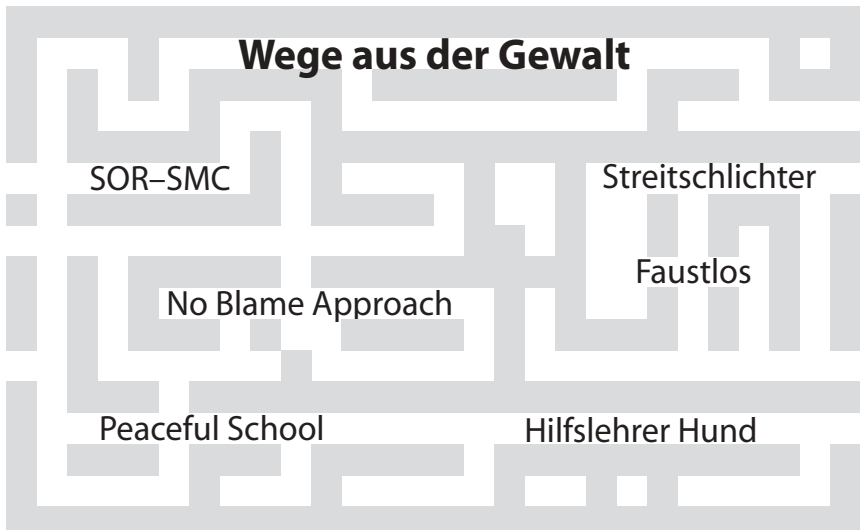 Wege aus der Gewalt
SOR–SMC
Streitschlichter
Faustlos
No Blame Approach
Peaceful School
Hilfslehrer Hund